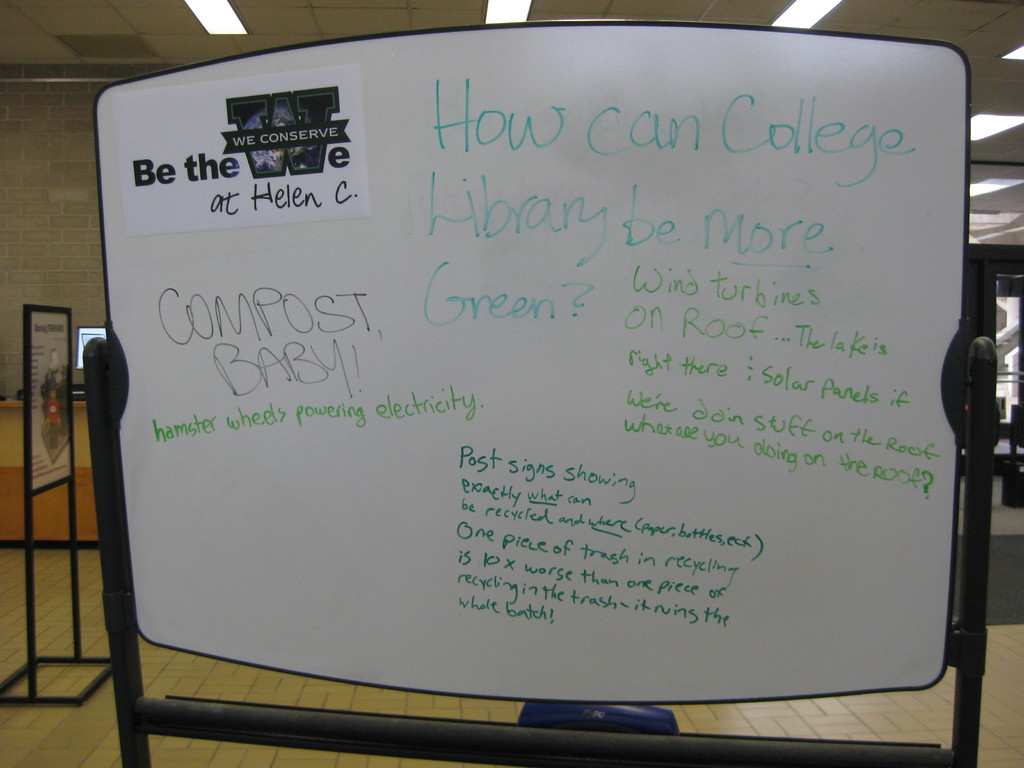 WE CONSERVE
Be the We
at Helen C.
How can College
Library be more
Green?
COMPOST,
BABY!
hamster wheels powering electricity.
Wind turbines
on Roof... The lake is
right there : Solar Panels if
We're doin stuff on the Roof
what are you doing on the ROOF?
Post signs showing
exactly what can
be recycled and where (paper, bottles, ect.)
One piece of trash in recycling
is 10x worse than one piece of
recycling in the trash - it ruins the
whole batch!